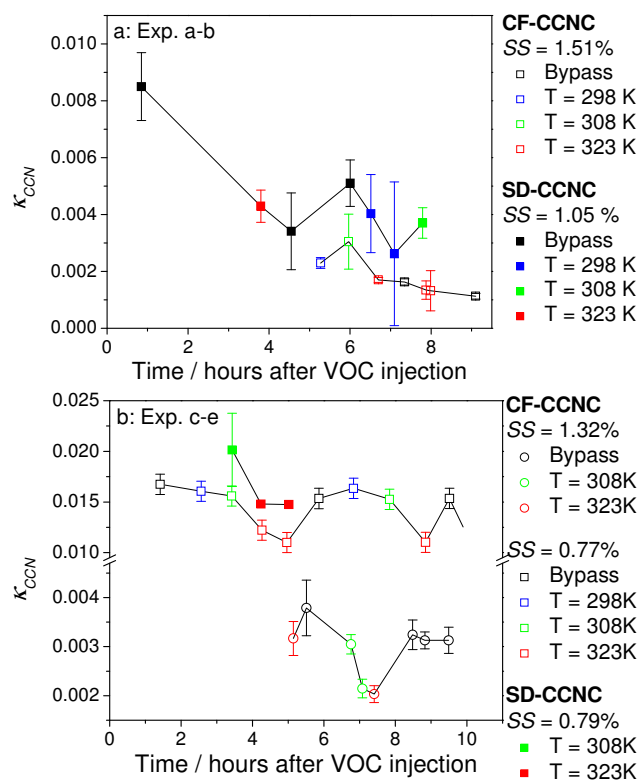 a: Exp. a-b
0.010
0.008
0.006
0.004
0.002
0.000
κCCN
0 2 4 6 8
Time / hours after VOC injection
CF-CCNC
SS = 1.51%
Bypass
T = 298 K
T = 308 K
T = 323 K
SD-CCNC
SS = 1.05 %
Bypass
T = 298 K
T = 308 K
T = 323 K
b: Exp. c-e
0.025
0.020
0.015
0.010
0.004
0.003
0.002
κCCN
0 2 4 6 8 10
Time / hours after VOC injection
CF-CCNC
SS = 1.32%
Bypass
T = 308K
T = 323K
SS = 0.77%
Bypass
T = 298K
T = 308K
T = 323K
SD-CCNC
SS = 0.79%
T = 308K
T = 323K